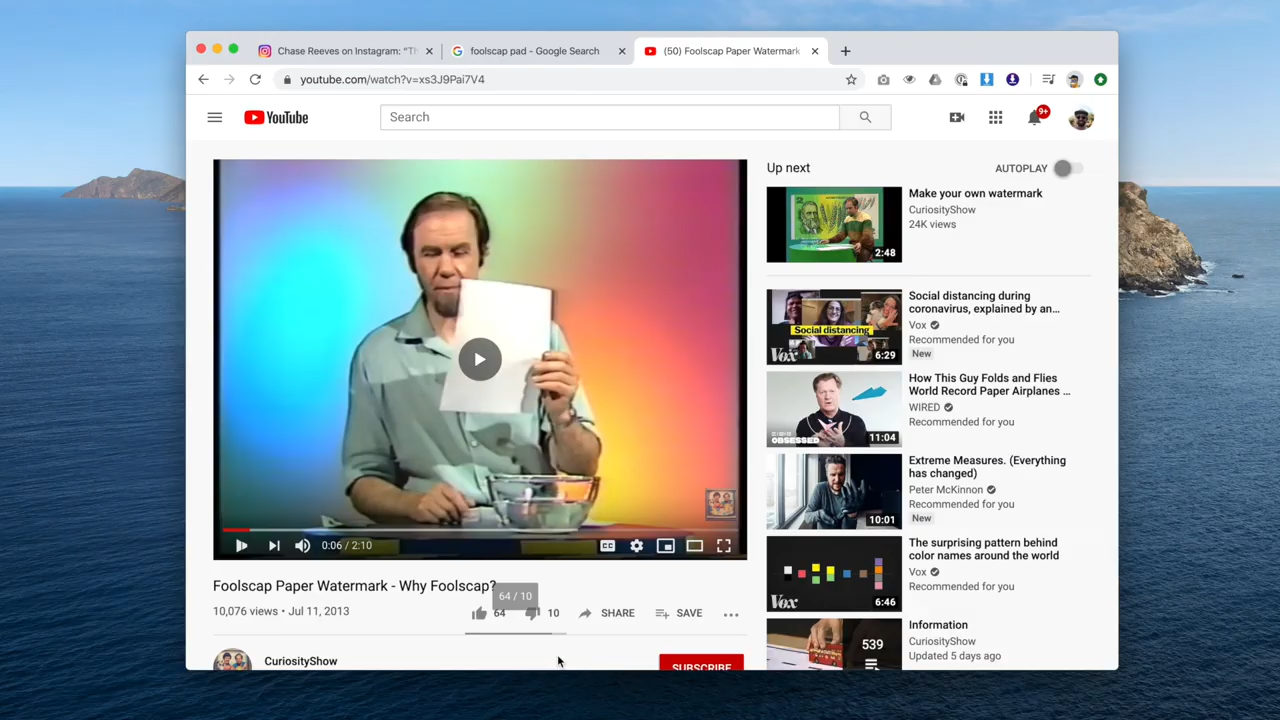 Chase Reeves on Instagram: "Th
foolscap pad - Google Search
(50) Foolscap Paper Watermark
youtube.com/watch?v=xs3J9Pai7V4
YouTube
Search
9+
Up next
AUTOPLAY
Make your own watermark
CuriosityShow
24K views
2:48
Social distancing during
coronavirus, explained by an...
Vox
Recommended for you
New
Social distancing
Vox
6:29
How This Guy Folds and Flies
World Record Paper Airplanes ...
WIRED
Recommended for you
OBSESSED
11:04
Extreme Measures. (Everything
has changed)
Peter McKinnon
Recommended for you
New
10:01
The surprising pattern behind
color names around the world
Vox
Recommended for you
Vox
6:46
Information
CuriosityShow
Updated 5 days ago
539
0:06 / 2:10
CC
Foolscap Paper Watermark - Why Foolscap?
64 / 10
10,076 views • Jul 11, 2013
64
10
SHARE
SAVE
CuriosityShow
SUBSCRIBE